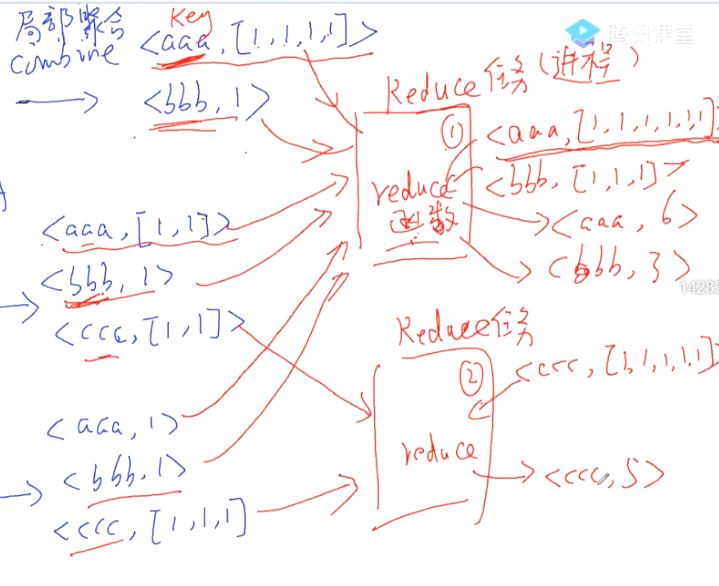 局部聚合
combine
Key
<aaa,[1,1,1,1]>
<bbb,1>
<aaa,[1,1]>
<bbb,1>
<ccc,[1,1]>
<aaa,1>
<bbb,1>
<ccc,[1,1,1]>
腾讯课堂
Reduce任务(进程)
①
reduce
函数
<aaa,[1,1,1,1,1,1]
<bbb,[1,1,1]>
<aaa,6>
<bbb,3>
1428
Reduce任务
②
reduce
<ccc,[1,1,1,1,1]
<ccc,5>